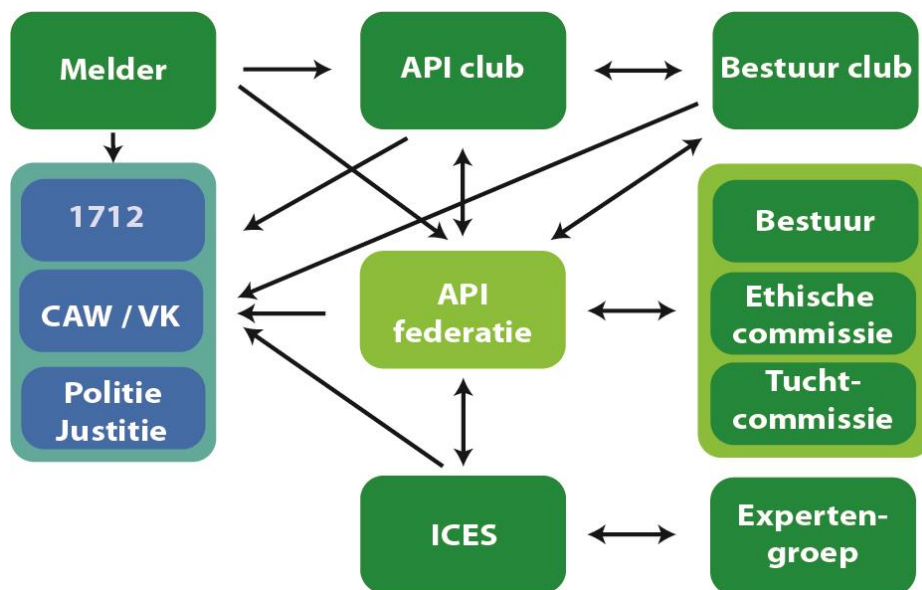 Melder
API club
Bestuur club
1712
CAW / VK
Politie
Justitie
API
federatie
Bestuur
Ethische
commissie
Tucht-
commissie
ICES
Experten-
groep